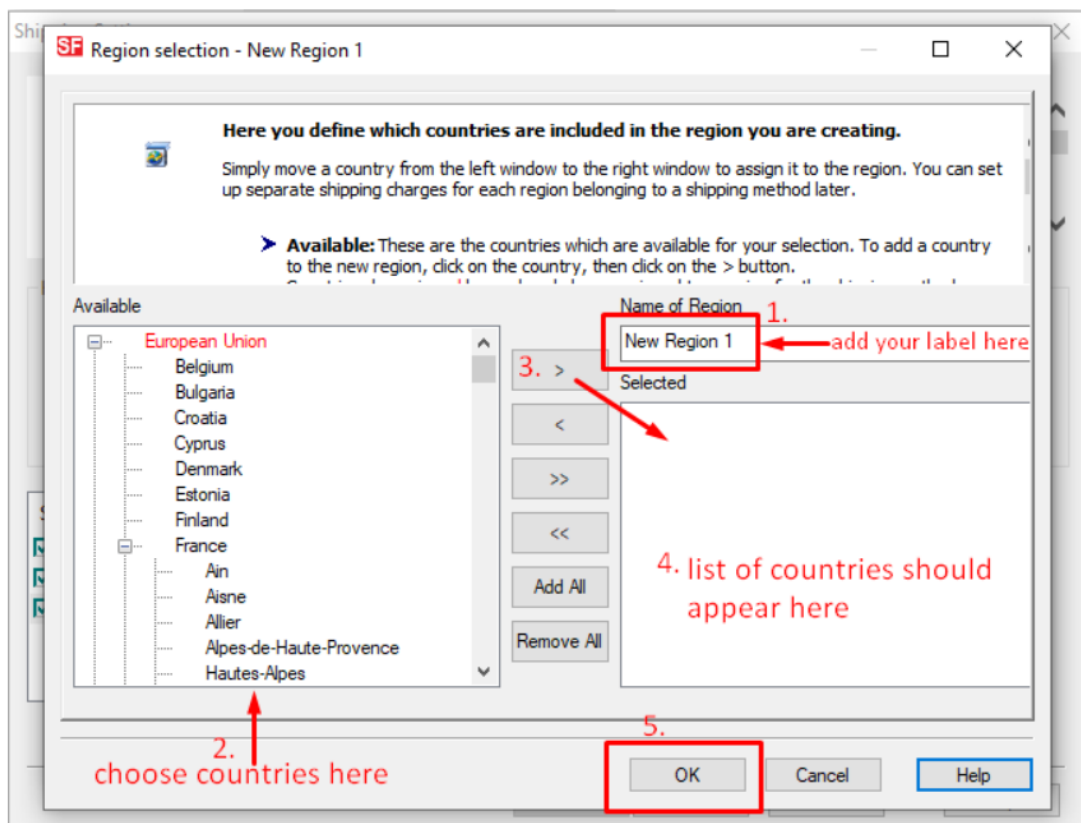 Shi
SF Region selection - New Region 1
Here you define which countries are included in the region you are creating.
Simply move a country from the left window to the right window to assign it to the region. You can set
up separate shipping charges for each region belonging to a shipping method later.
Available: These are the countries which are available for your selection. To add a country
to the new region, click on the country, then click on the > button.
Available
Name of Region
1.
European Union
New Region 1
add your label here
Belgium
3. >
Selected
Bulgaria
Croatia
<
Cyprus
Denmark
>>
Estonia
Finland
<<
France
Ain
4. list of countries should
appear here
Aisne
Add All
Allier
Alpes-de-Haute-Provence
Remove All
Hautes-Alpes
2.
choose countries here
5.
OK
Cancel
Help